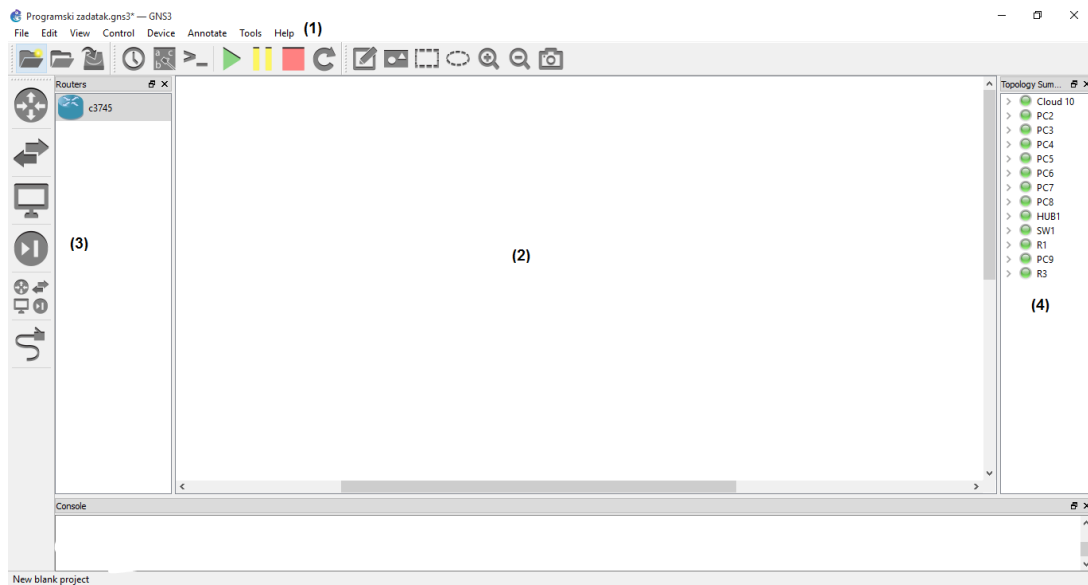 Programski zadatak.gns3* — GNS3
File Edit View Control Device Annotate Tools Help (1)
Routers
c3745
(3)
(2)
Topology Sum...
Cloud 10
PC2
PC3
PC4
PC5
PC6
PC7
PC8
HUB1
SW1
R1
PC9
R3
(4)
Console
New blank project